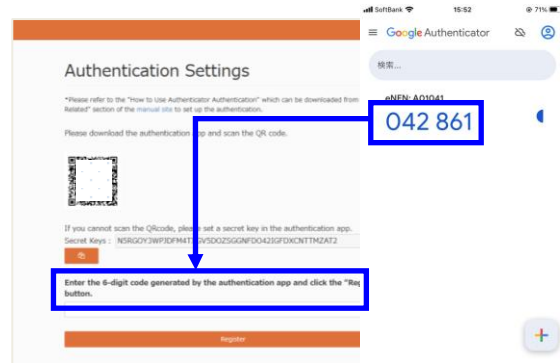 Authentication Settings
*Please refer to the "How to Use Authenticator Authentication" which can be downloaded from
Related" section of the manual site to set up the authentication.
Please download the authentication app and scan the QR code.
If you cannot scan the QRcode, please set a secret key in the authentication app.
Secret Keys :
Enter the 6-digit code generated by the authentication app and click the "Reg
button.
Register
SoftBank 15:52 71%
Google Authenticator
検索...
eNEN: A01041
042 861